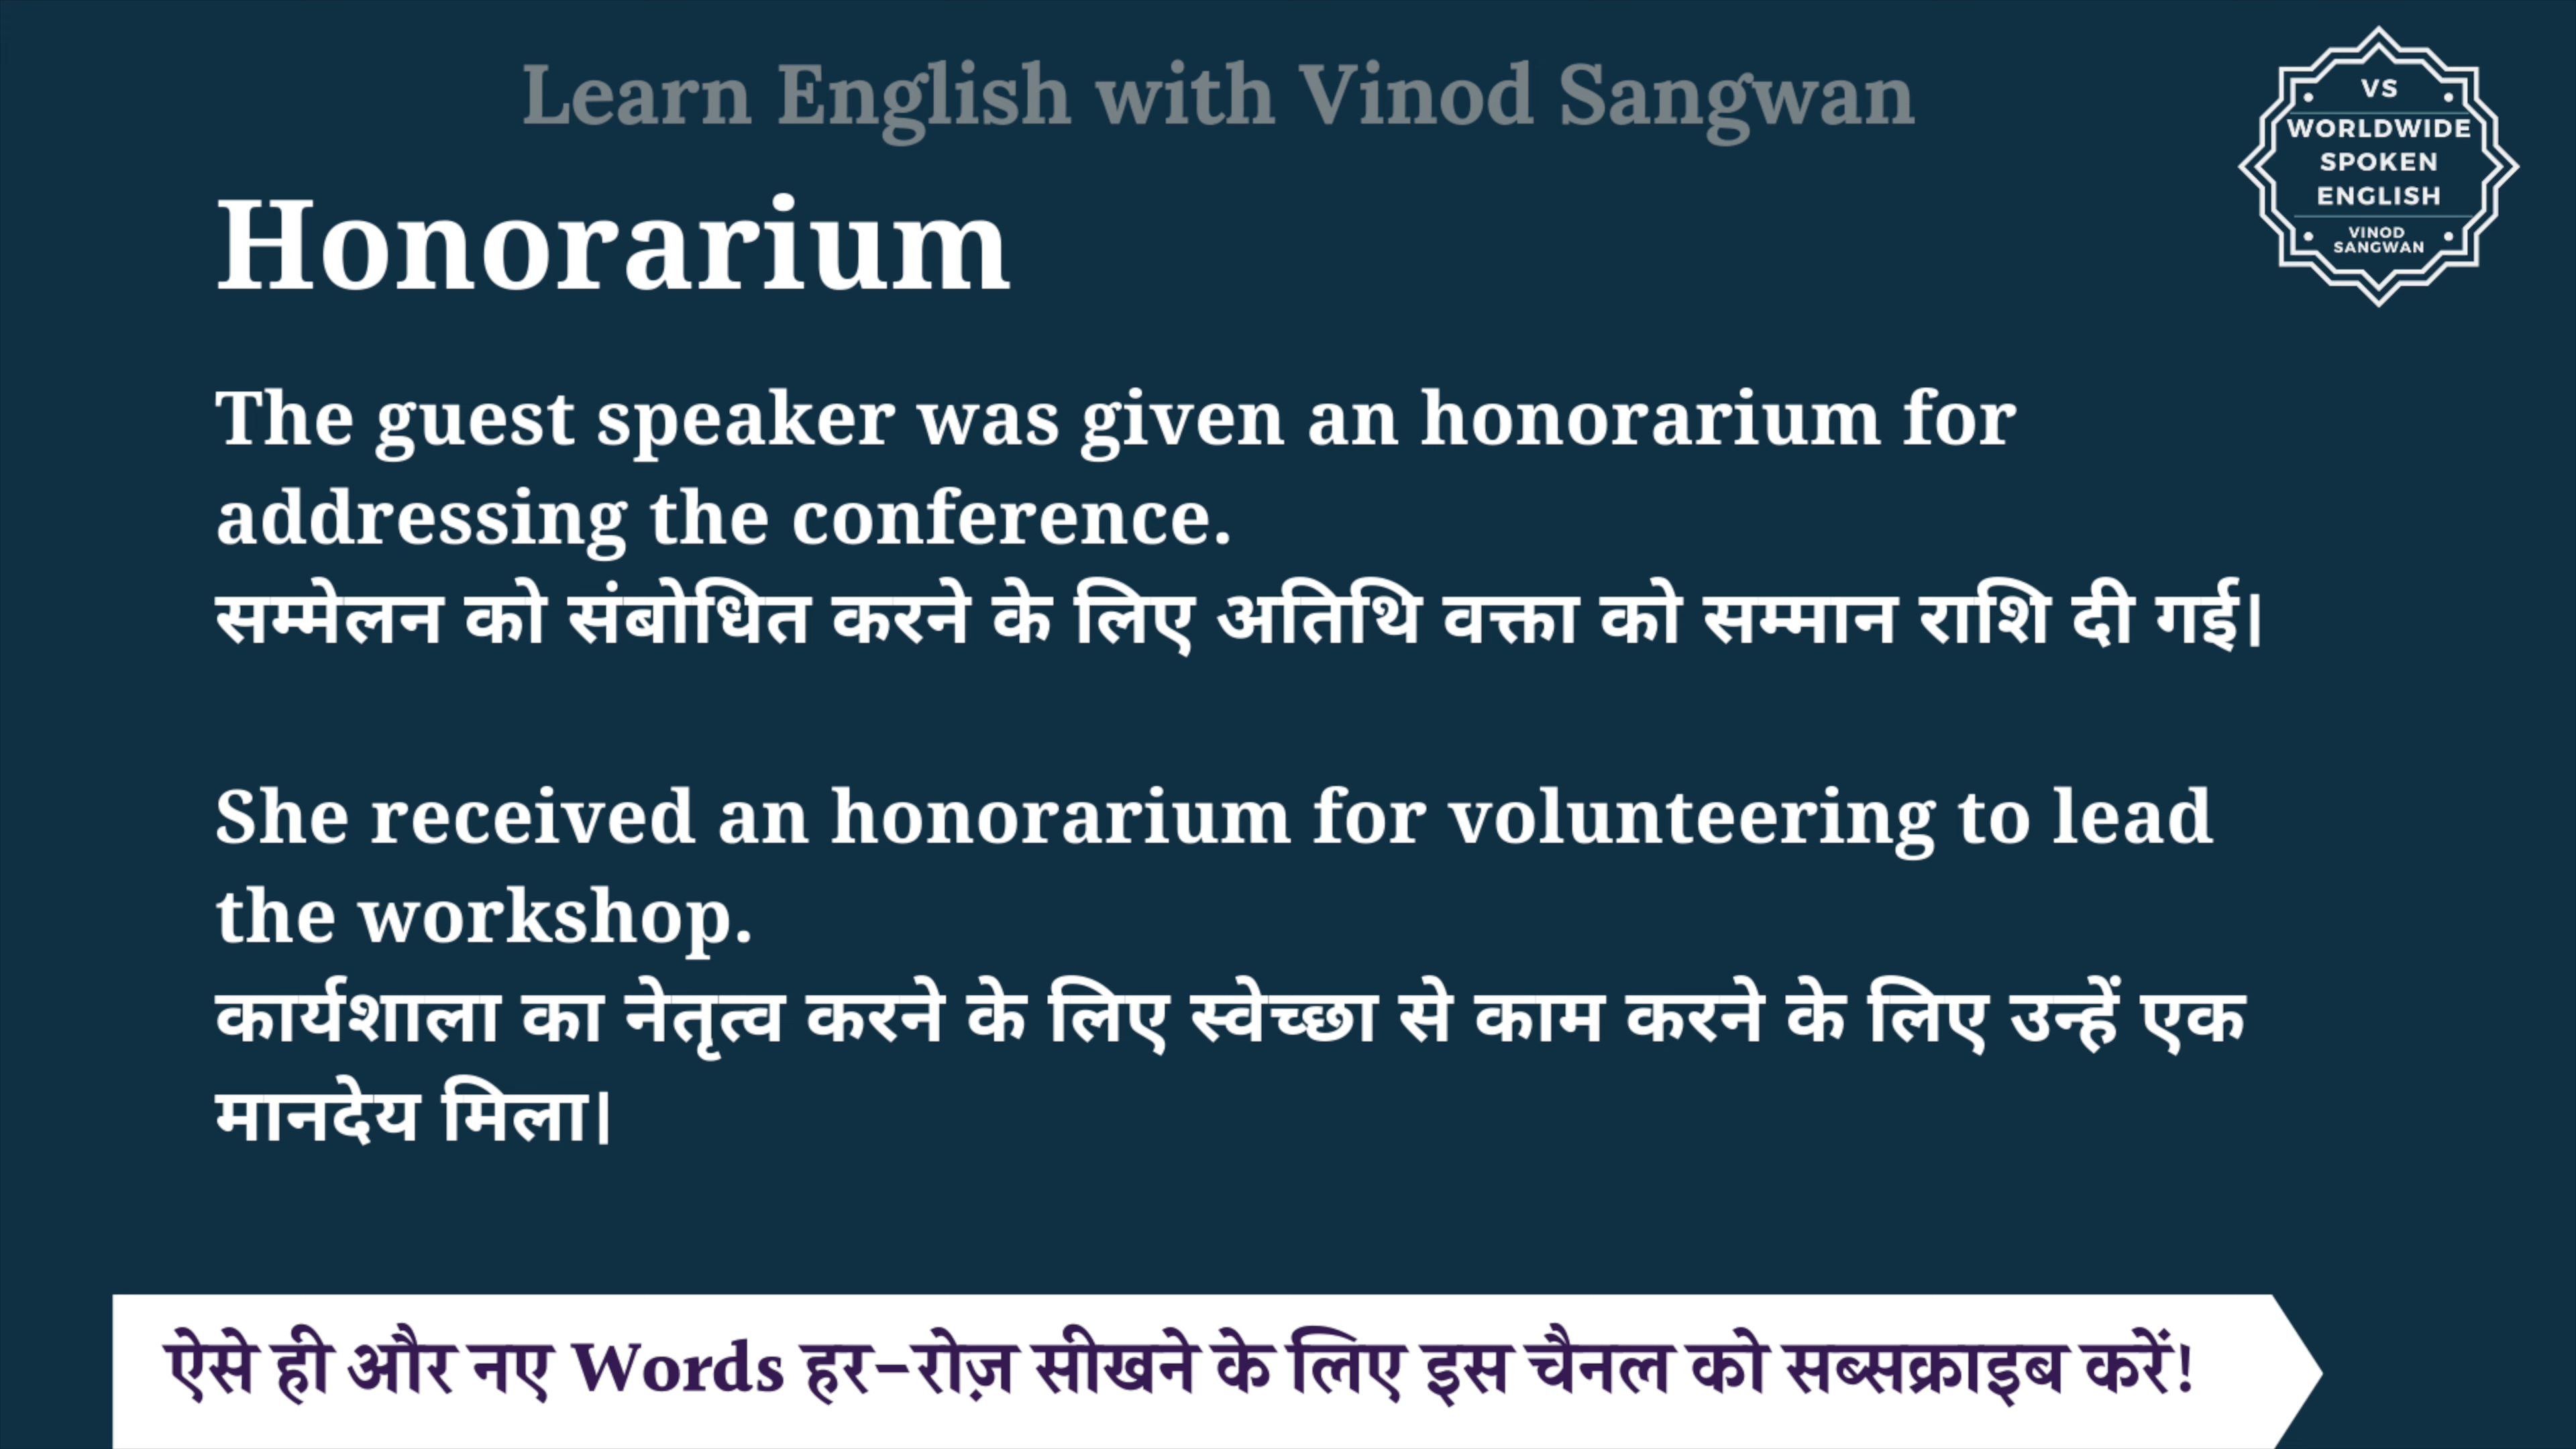 Learn English with Vinod Sangwan
VS
WORLDWIDE
SPOKEN
ENGLISH
VINOD
SANGWAN
Honorarium
The guest speaker was given an honorarium for
addressing the conference.
सम्मेलन को संबोधित करने के लिए अतिथि वक्ता को सम्मान राशि दी गई।
She received an honorarium for volunteering to lead
the workshop.
कार्यशाला का नेतृत्व करने के लिए स्वेच्छा से काम करने के लिए उन्हें एक
मानदेय मिला।
ऐसे ही और नए Words हर-रोज़ सीखने के लिए इस चैनल को सब्सक्राइब करें!